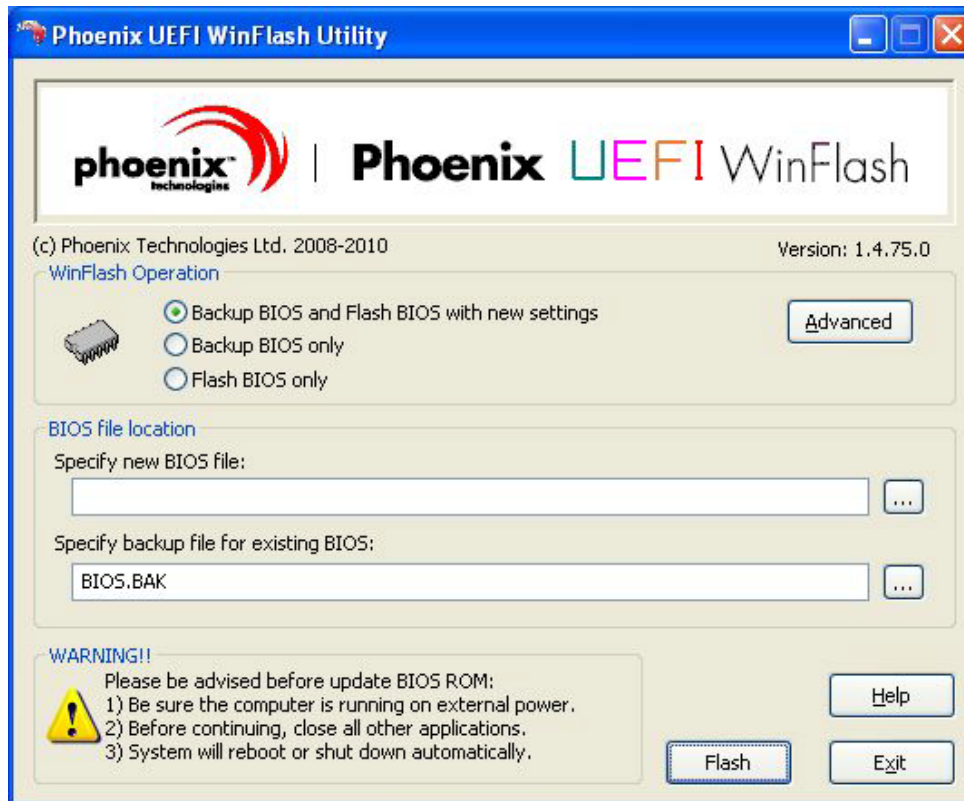 Phoenix UEFI WinFlash Utility
phoenix™ technologies | Phoenix UEFI WinFlash
(c) Phoenix Technologies Ltd. 2008-2010
Version: 1.4.75.0
WinFlash Operation
Backup BIOS and Flash BIOS with new settings
Backup BIOS only
Flash BIOS only
Advanced
BIOS file location
Specify new BIOS file:
...
Specify backup file for existing BIOS:
BIOS.BAK
...
WARNING!!
Please be advised before update BIOS ROM:
1) Be sure the computer is running on external power.
2) Before continuing, close all other applications.
3) System will reboot or shut down automatically.
Help
Flash
Exit